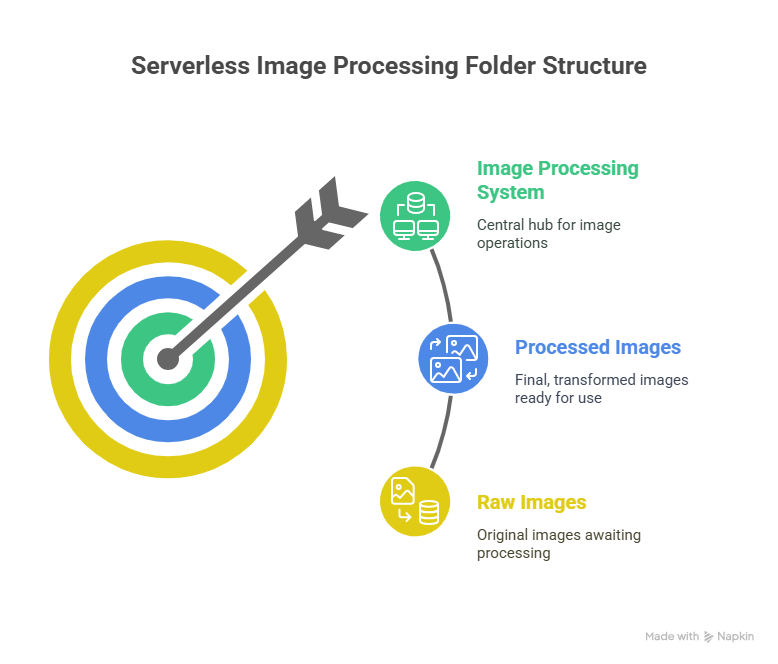 Serverless Image Processing Folder Structure
Image Processing
System
Central hub for image
operations
Processed Images
Final, transformed images
ready for use
Raw Images
Original images awaiting
processing
Made with Napkin